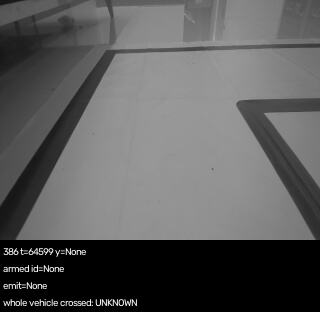 386 t=64599 y=None
armed id=None
emit=None
whole vehicle crossed: UNKNOWN